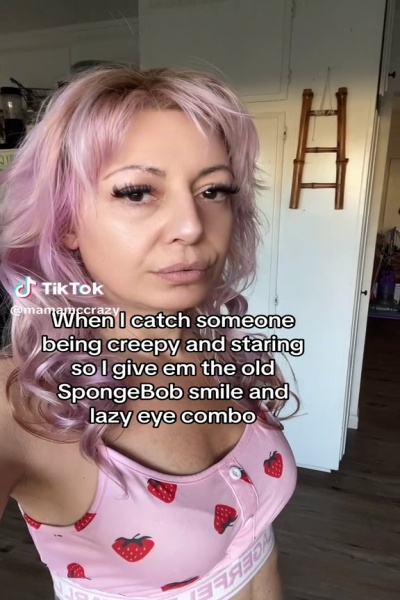 TikTok
@mamamccrazy
When I catch someone
being creepy and staring
so I give em the old
SpongeBob smile and
lazy eye combo